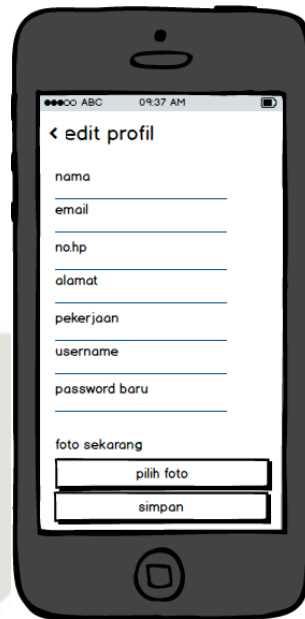 ABC 09:37 AM
< edit profil
nama
email
no.hp
alamat
pekerjaan
username
password baru
foto sekarang
pilih foto
simpan